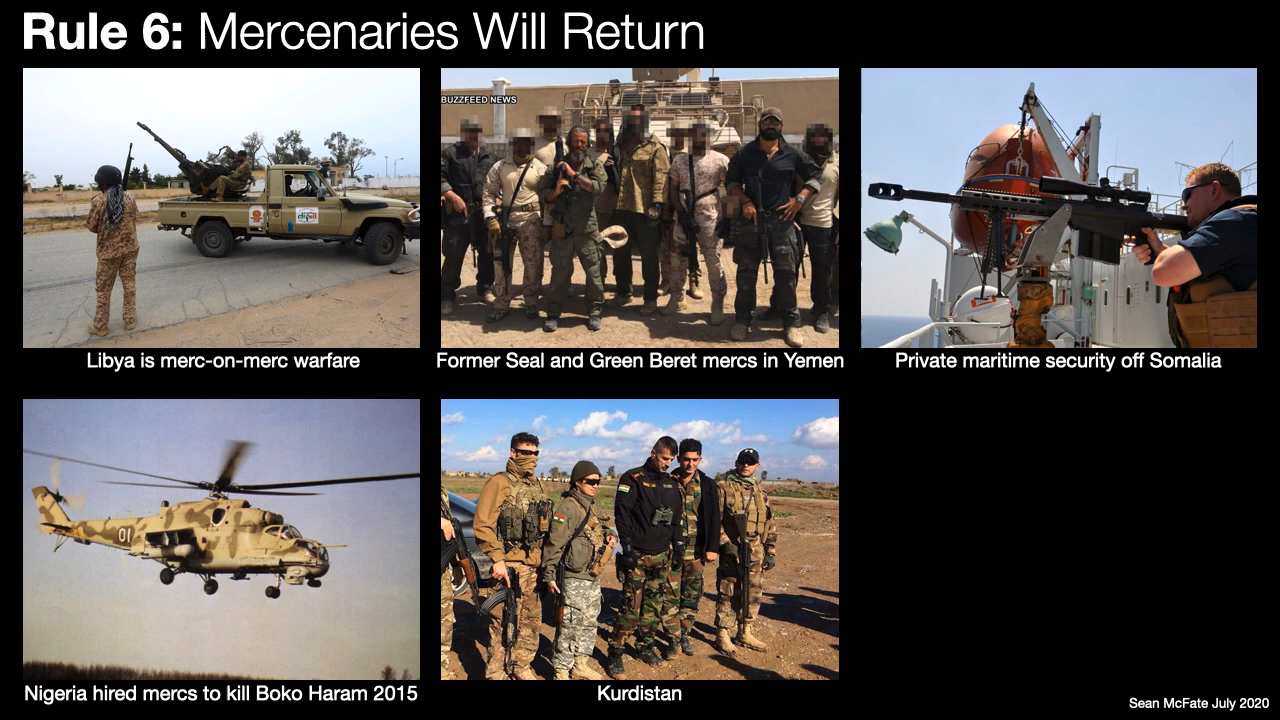 Rule 6: Mercenaries Will Return
BUZZFEED NEWS
Libya is merc-on-merc warfare
Former Seal and Green Beret mercs in Yemen
Private maritime security off Somalia
01
Nigeria hired mercs to kill Boko Haram 2015
Kurdistan
Sean McFate July 2020